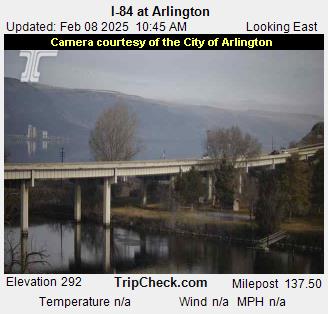 I-84 at Arlington
Updated: Feb 08 2025 10:45 AM Looking East
Camera courtesy of the City of Arlington
Elevation 292 TripCheck.com Milepost 137.50
Temperature n/a Wind n/a MPH n/a